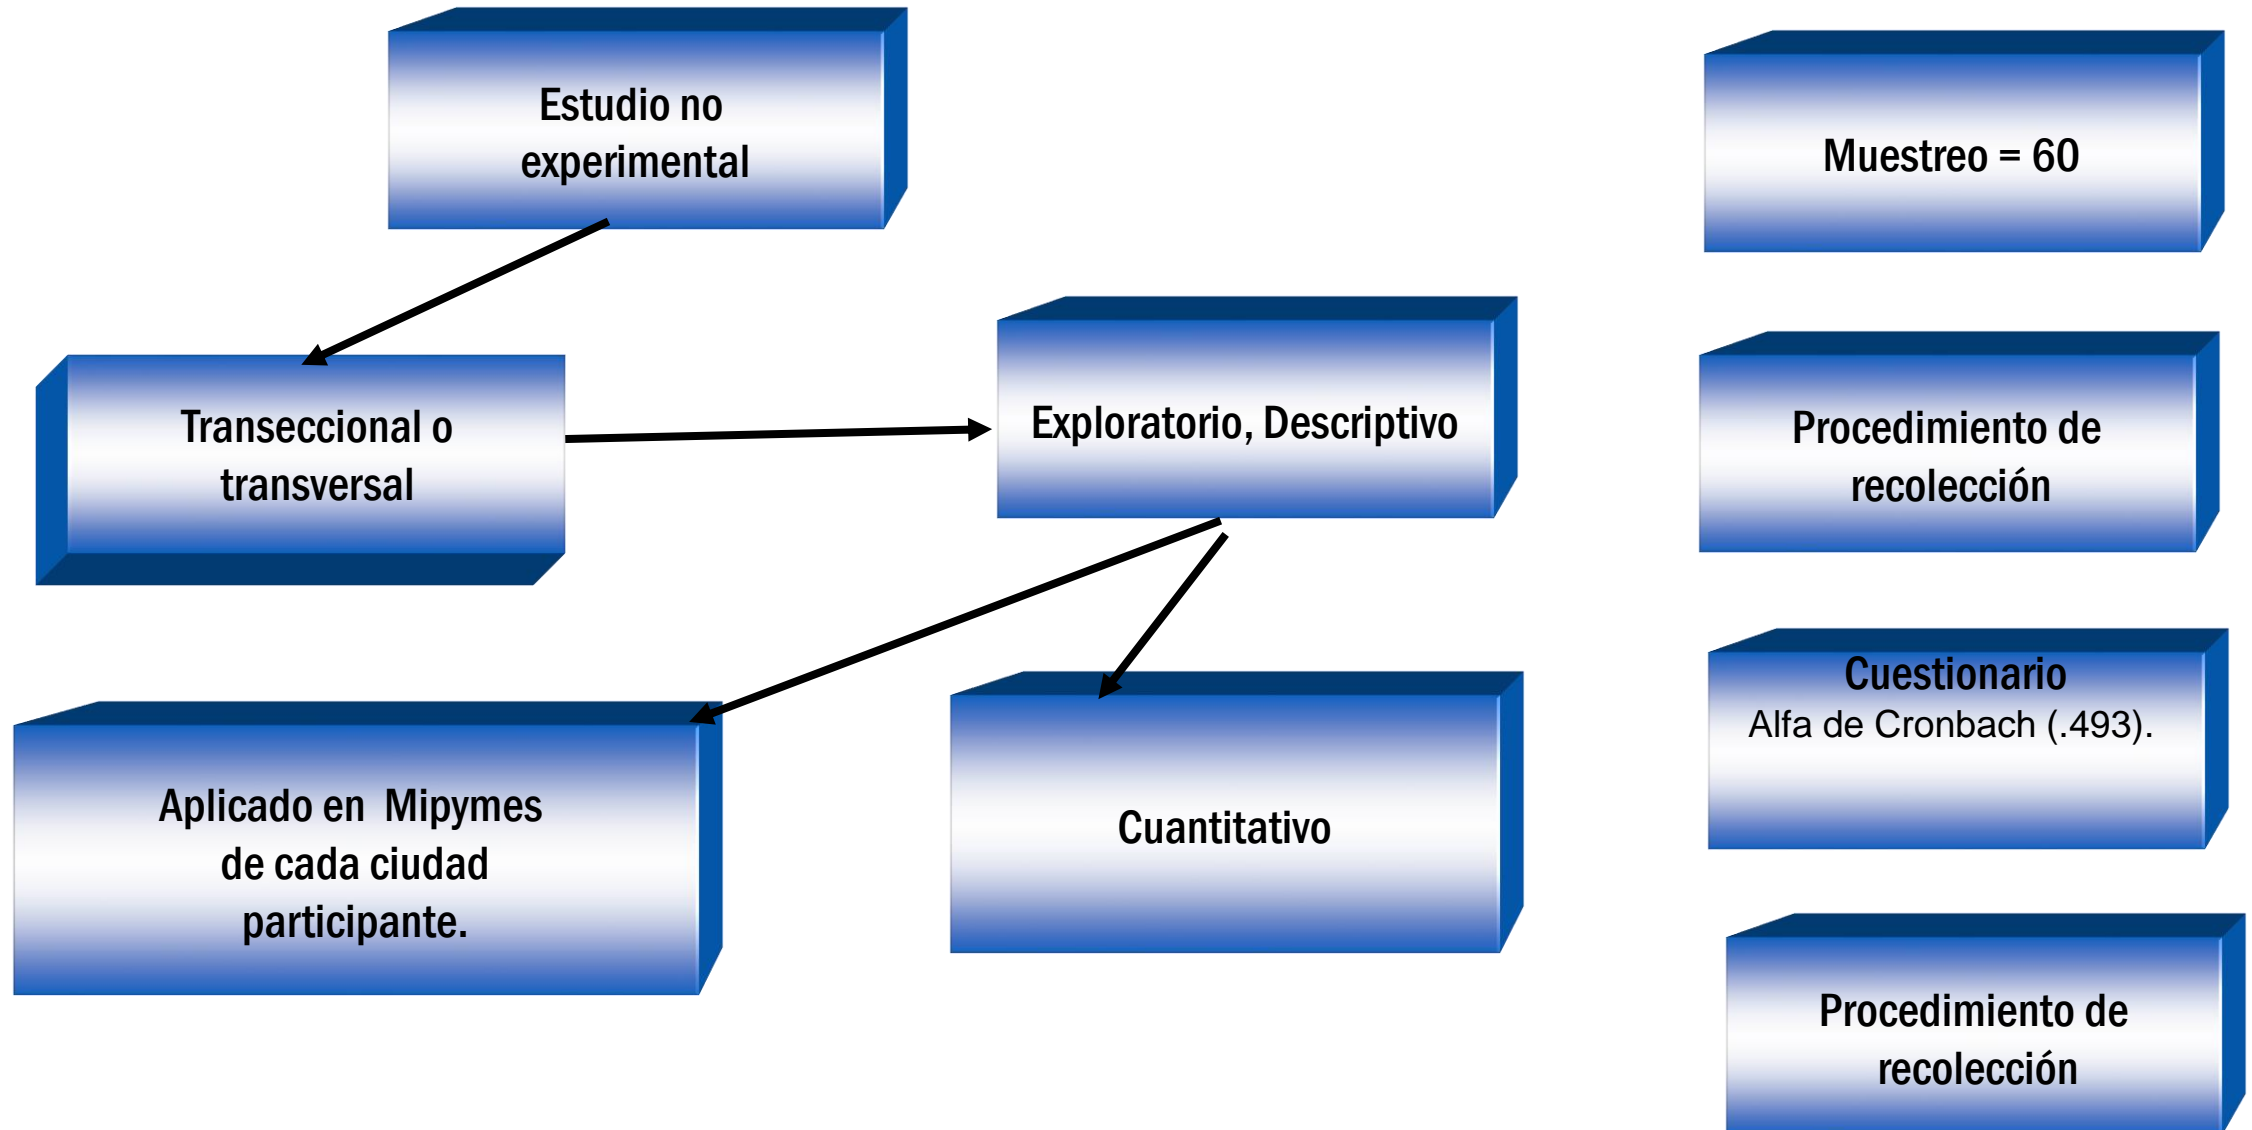 Estudio no
experimental
Muestreo = 60
Transeccional o
transversal
Exploratorio, Descriptivo
Procedimiento de
recolección
Aplicado en  Mipymes
de cada ciudad
participante.
Cuantitativo
Cuestionario
Alfa de Cronbach (.493).
Procedimiento de
recolección